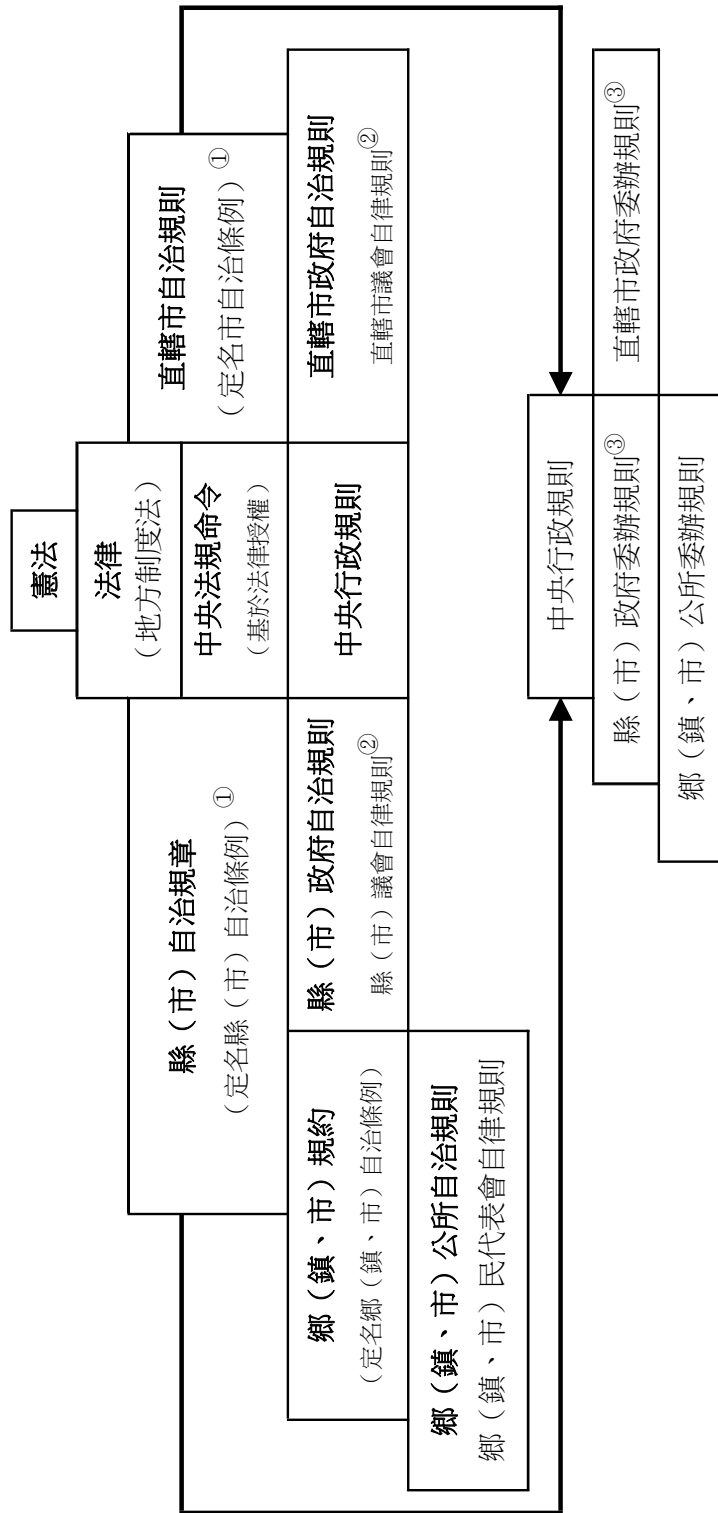 憲法
法律
（地方制度法）
縣（市）自治規章
（定名縣（市）自治條例）①
中央法規命令
（基於法律授權）
直轄市自治規則
（定名市自治條例）①
鄉（鎮、市）規約
（定名鄉（鎮、市）自治條例）
縣（市）政府自治規則
縣（市）議會自律規則②
中央行政規則
直轄市政府自治規則
直轄市議會自律規則②
鄉（鎮、市）公所自治規則
鄉（鎮、市）民代表會自律規則
中央行政規則
縣（市）政府委辦規則③
直轄市政府委辦規則③
鄉（鎮、市）公所委辦規則